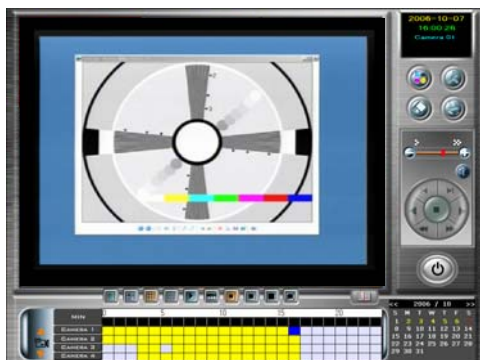 2006-10-07
16:00:26
Camera 01
MIN
0 5 10 15 20
CAMERA 1
CAMERA 2
CAMERA 3
CAMERA 4
<< 2006 / 10 >>
S M T W T F S
1 2 3 4 5 6 7
8 9 10 11 12 13 14
15 16 17 18 19 20 21
22 23 24 25 26 27 28
29 30 31